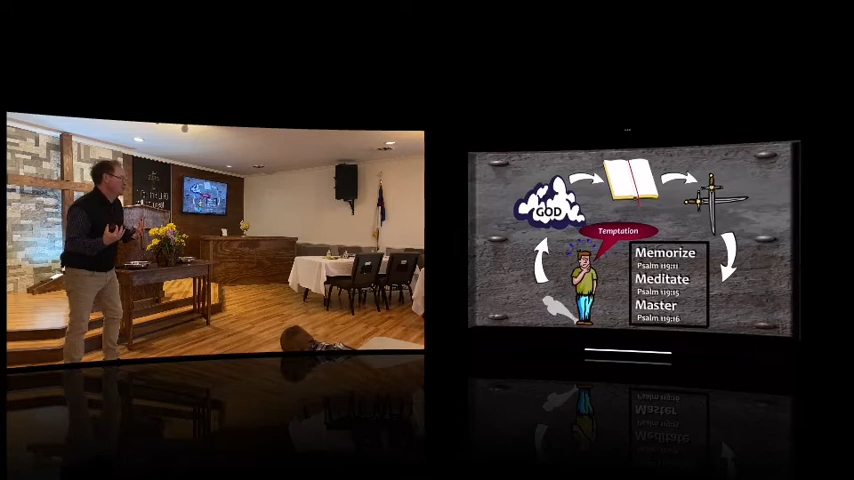 GOD
Temptation
Memorize
Psalm 119:11
Meditate
Psalm 119:15
Master
Psalm 119:16